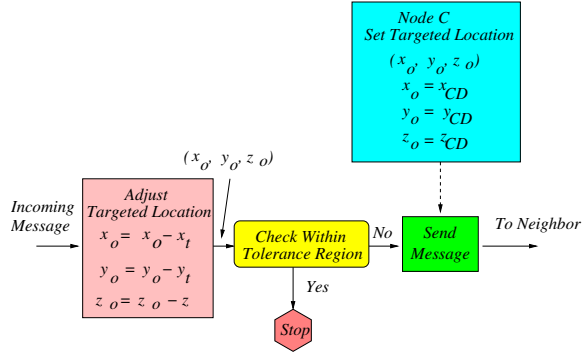 Node C
Set Targeted Location
(x_o, y_o, z_o)
x_o = x_CD
y_o = y_CD
z_o = z_CD
(x_o, y_o, z_o)
Incoming
Message
Adjust
Targeted Location
x_o = x_o - x_t
y_o = y_o - y_t
z_o = z_o - z
Check Within
Tolerance Region
No
Send
Message
To Neighbor
Yes
Stop